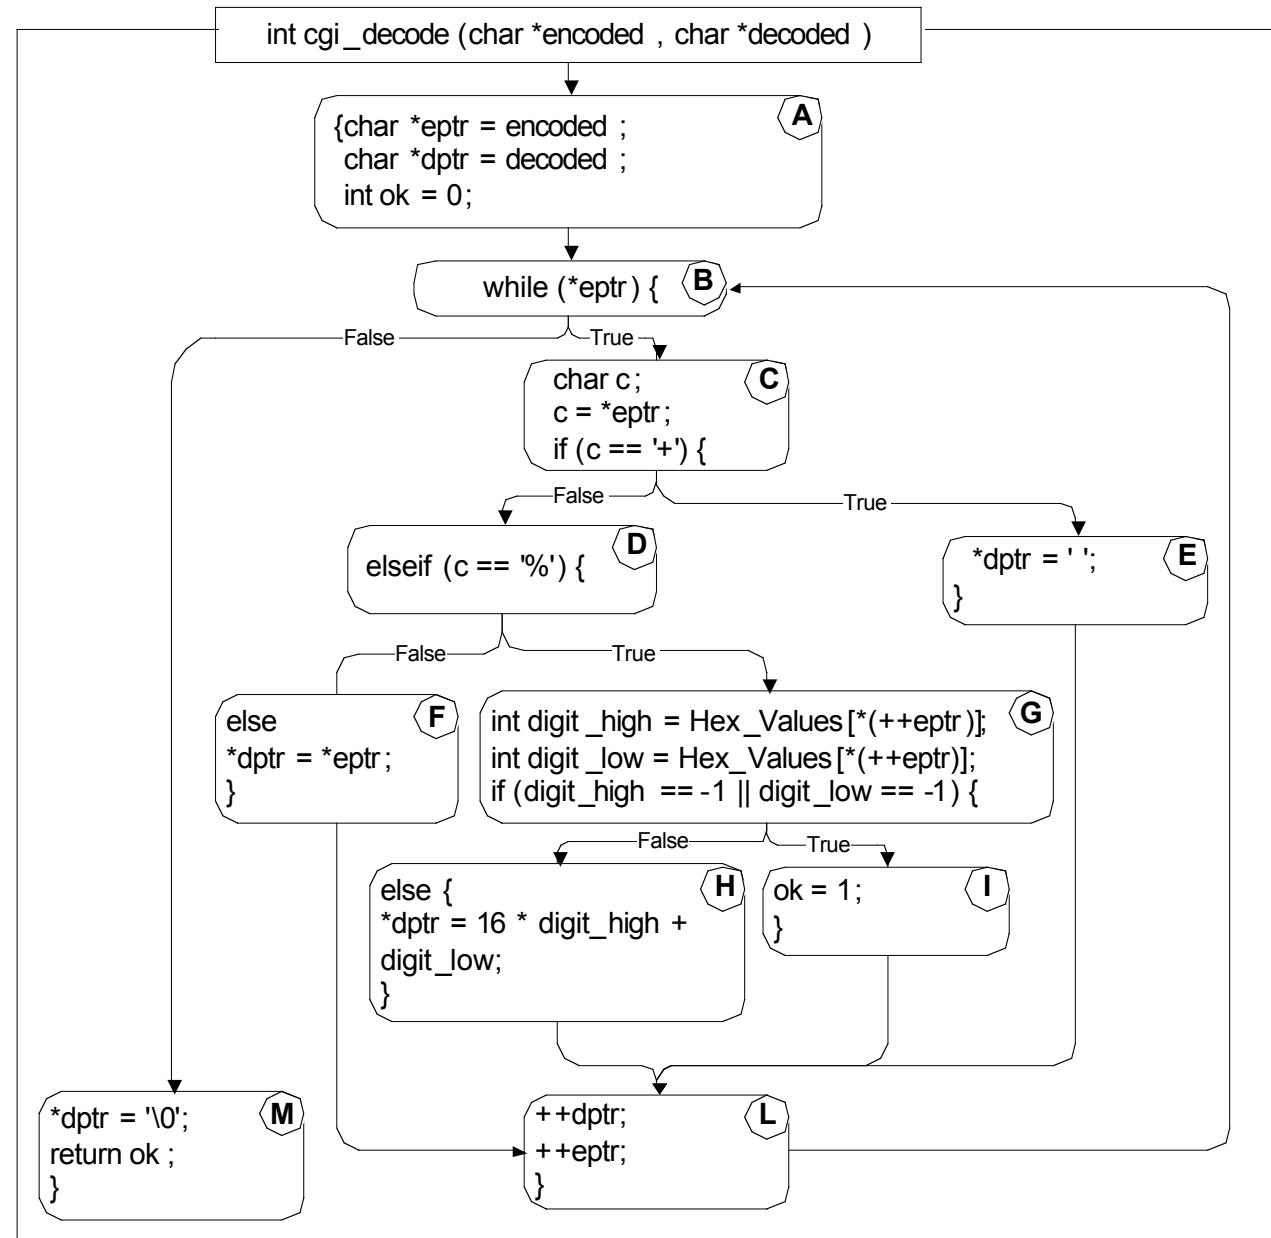 int cgi_decode (char *encoded , char *decoded )
A
{char *eptr = encoded ;
char *dptr = decoded ;
int ok = 0;
while (*eptr) {
B
False
True
C
char c;
c = *eptr;
if (c == '+') {
False
True
D
elseif (c == '%') {
E
*dptr = ' ';
}
False
True
F
else
*dptr = *eptr;
}
G
int digit_high = Hex_Values[*(++eptr)];
int digit_low = Hex_Values[*(++eptr)];
if (digit_high == -1 || digit_low == -1) {
False
True
H
else {
*dptr = 16 * digit_high +
digit_low;
}
I
ok = 1;
}
M
*dptr = '\0';
return ok ;
}
L
++dptr;
++eptr;
}